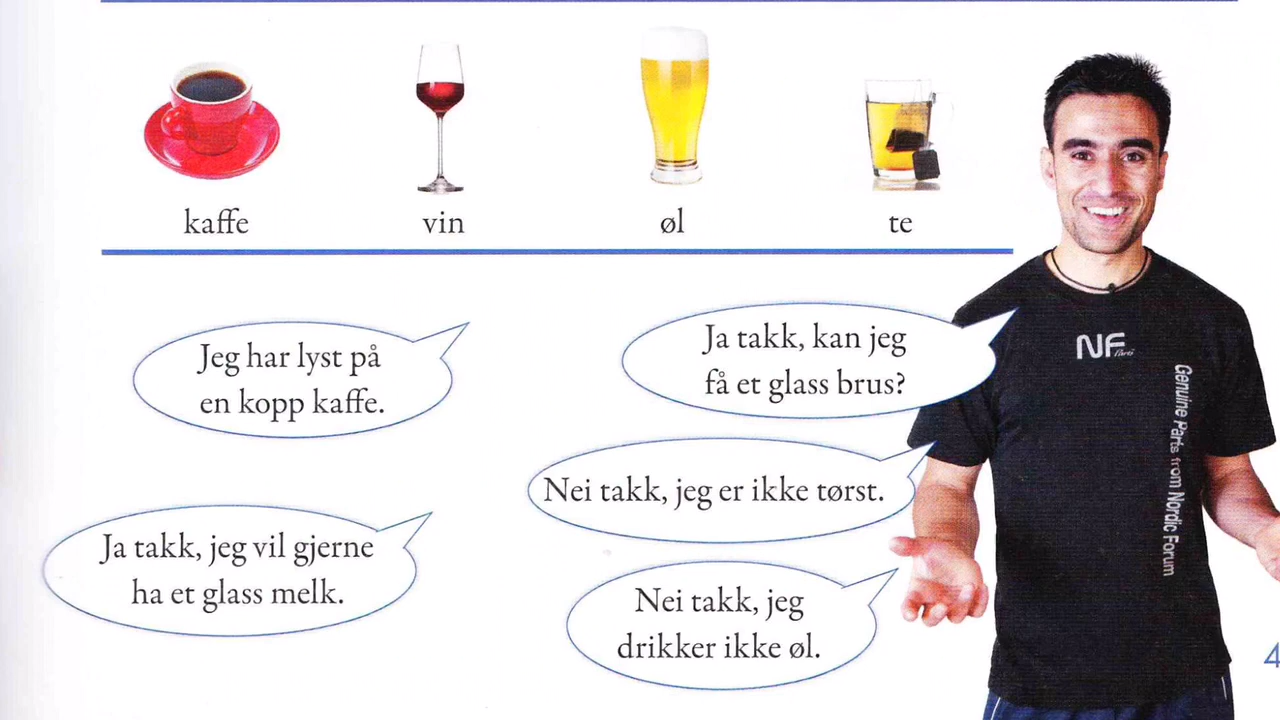 kaffe
vin
øl
te
Jeg har lyst på
en kopp kaffe.
Ja takk, kan jeg
få et glass brus?
Nei takk, jeg er ikke tørst.
Ja takk, jeg vil gjerne
ha et glass melk.
Nei takk, jeg
drikker ikke øl.
NF
Genuine Parts from Nordic Forum
4